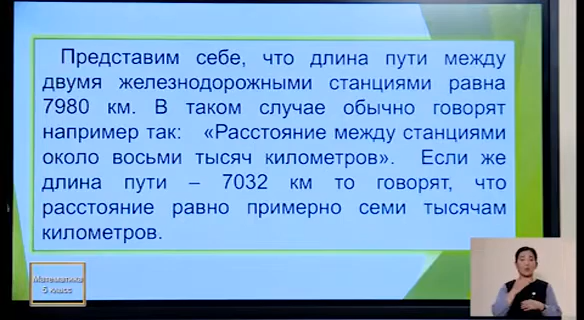 Представим себе, что длина пути между
двумя железнодорожными станциями равна
7980 км. В таком случае обычно говорят
например так: «Расстояние между станциями
около восьми тысяч километров». Если же
длина пути – 7032 км то говорят, что
расстояние равно примерно семи тысячам
километров.
Математика
5 класс